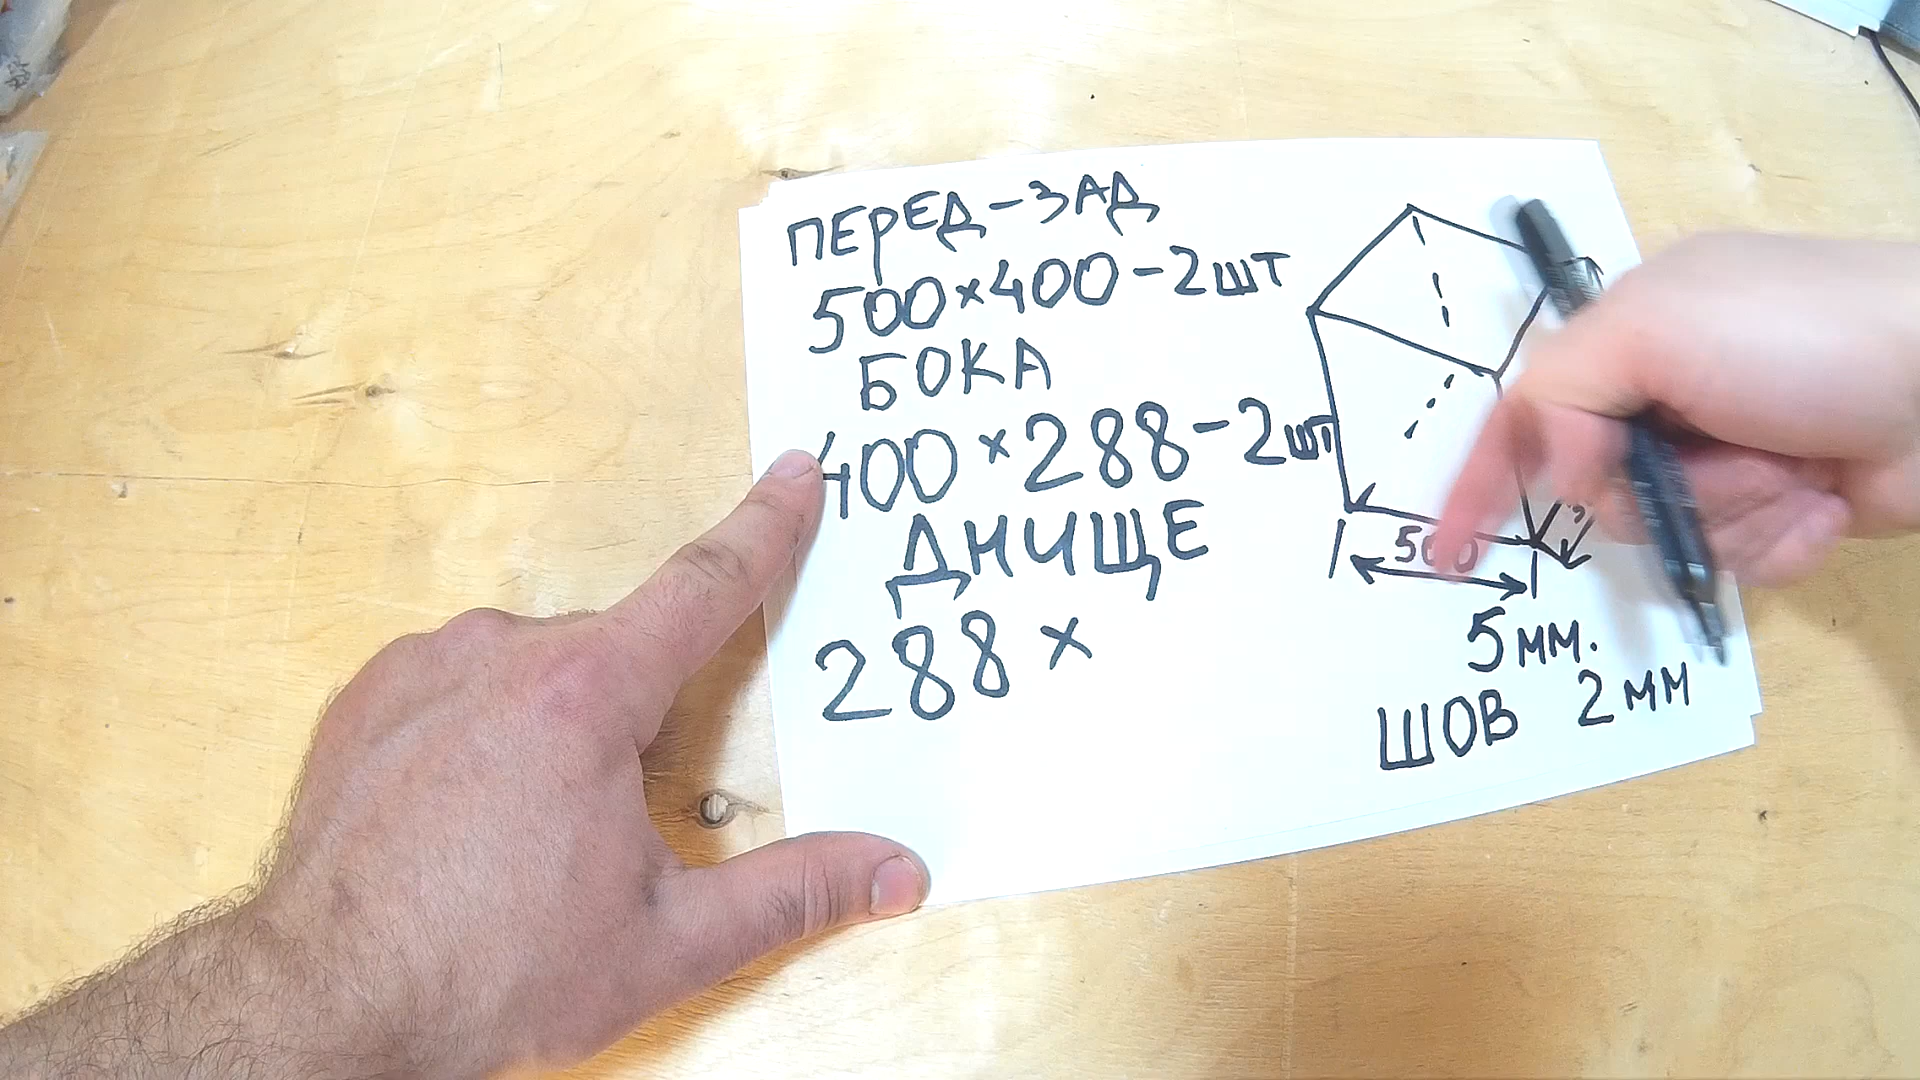 ПЕРЕД-ЗАД
500×400-2шт
БОКА
400×288-2шт
ДНИЩЕ
288×
500
5мм.
ШОВ 2мм